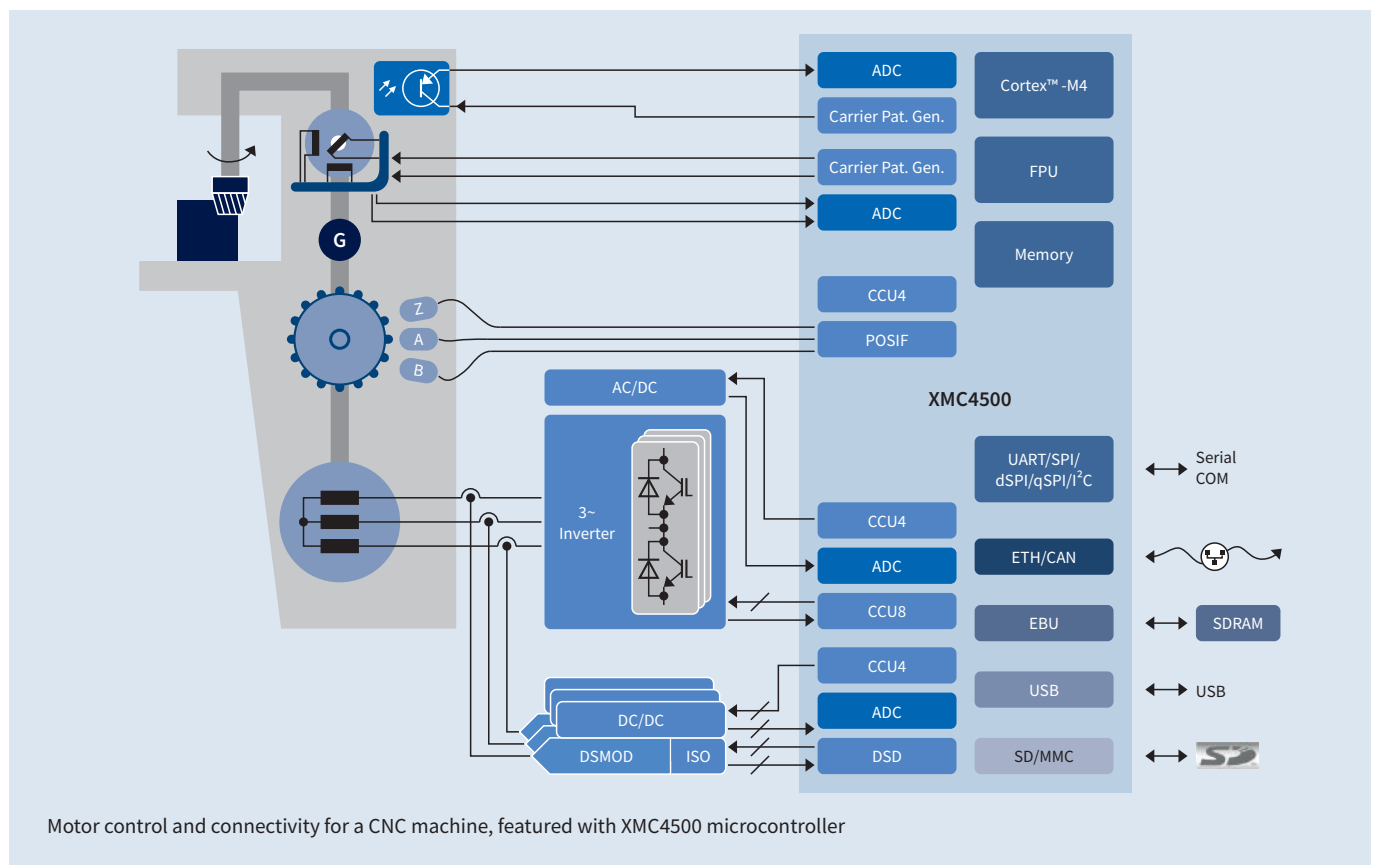 ADC
Cortex™ -M4
Carrier Pat. Gen.
Carrier Pat. Gen.
FPU
ADC
G
Memory
CCU4
Z
A
POSIF
B
AC/DC
XMC4500
UART/SPI/
dSPI/qSPI/I²C
Serial
COM
3~
Inverter
CCU4
ADC
ETH/CAN
CCU8
EBU
SDRAM
CCU4
USB
USB
DC/DC
ADC
DSMOD
ISO
DSD
SD/MMC
SD
Motor control and connectivity for a CNC machine, featured with XMC4500 microcontroller